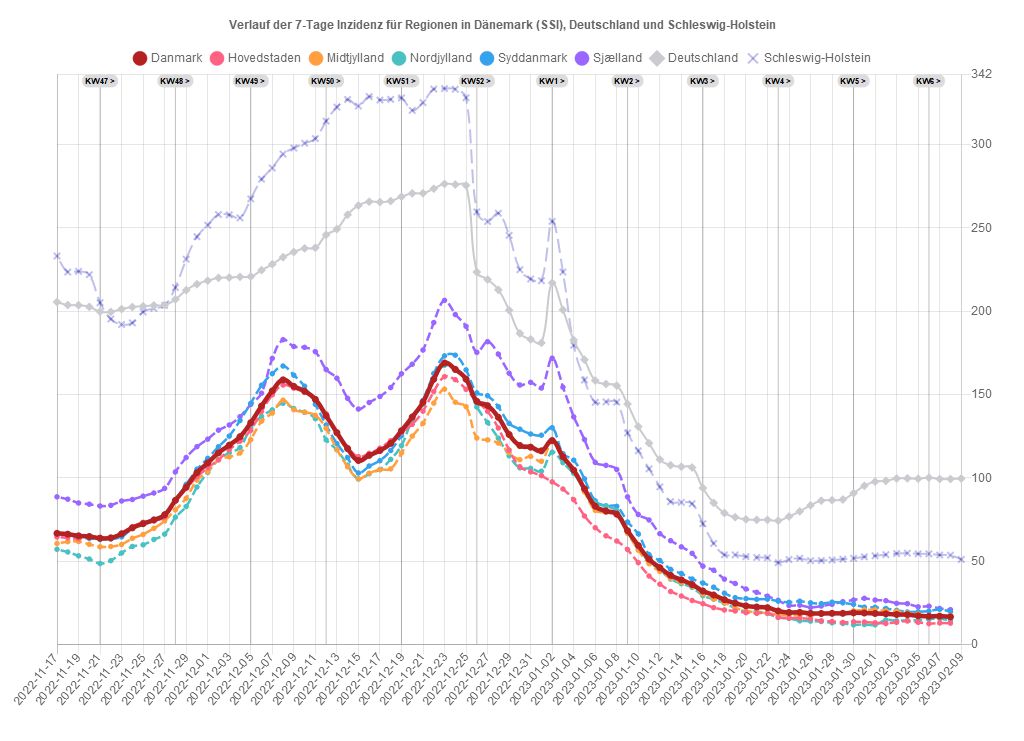 Verlauf der 7-Tage Inzidenz für Regionen in Dänemark (SSI), Deutschland und Schleswig-Holstein
Danmark Hovedstaden Midtjylland Nordjylland Syddanmark Sjælland Deutschland Schleswig-Holstein
KW47 > KW48 > KW49 > KW50 > KW51 > KW52 > KW1 > KW2 > KW3 > KW4 > KW5 > KW6 >
342
300
250
200
150
100
50
0
2022-11-17 2022-11-19 2022-11-21 2022-11-23 2022-11-25 2022-11-27 2022-11-29 2022-12-01 2022-12-03 2022-12-05 2022-12-07 2022-12-09 2022-12-11 2022-12-13 2022-12-15 2022-12-17 2022-12-19 2022-12-21 2022-12-23 2022-12-25 2022-12-27 2022-12-29 2022-12-31 2023-01-02 2023-01-04 2023-01-06 2023-01-08 2023-01-10 2023-01-12 2023-01-14 2023-01-16 2023-01-18 2023-01-20 2023-01-22 2023-01-24 2023-01-26 2023-01-28 2023-01-30 2023-02-01 2023-02-03 2023-02-05 2023-02-07 2023-02-09